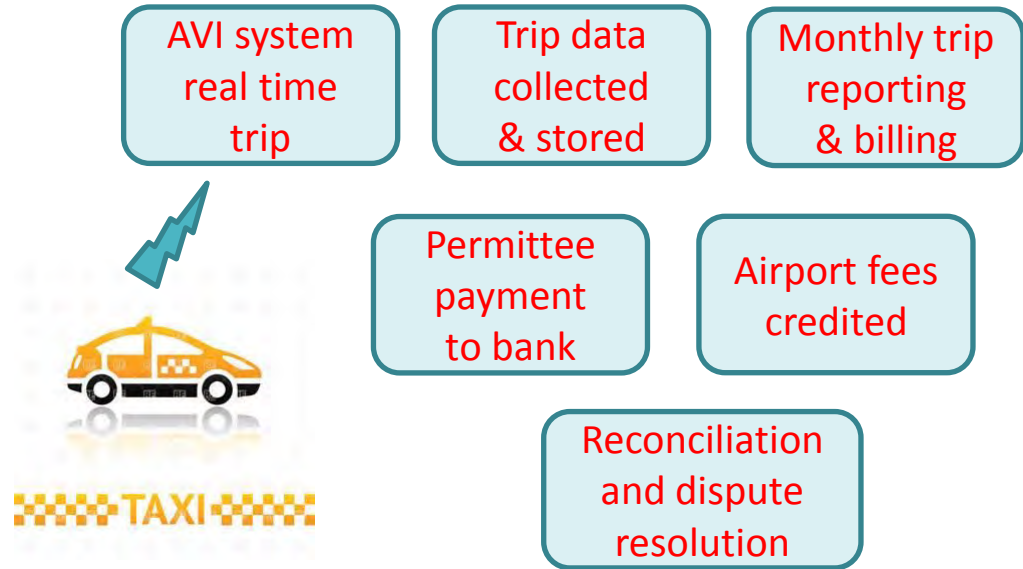 AVI system
real time
trip
Trip data
collected
& stored
Monthly trip
reporting
& billing
Permittee
payment
to bank
Airport fees
credited
Reconciliation
and dispute
resolution
TAXI